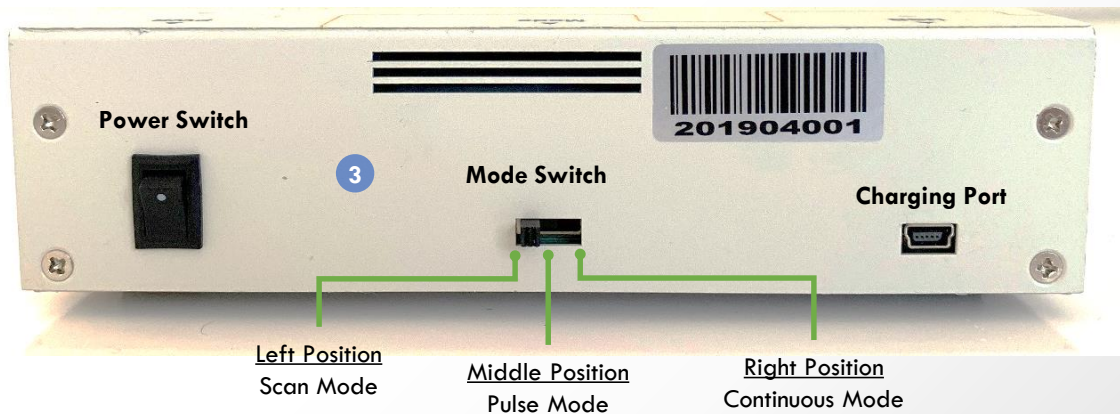 201904001
Power Switch
3
Mode Switch
Charging Port
Left Position
Scan Mode
Middle Position
Pulse Mode
Right Position
Continuous Mode